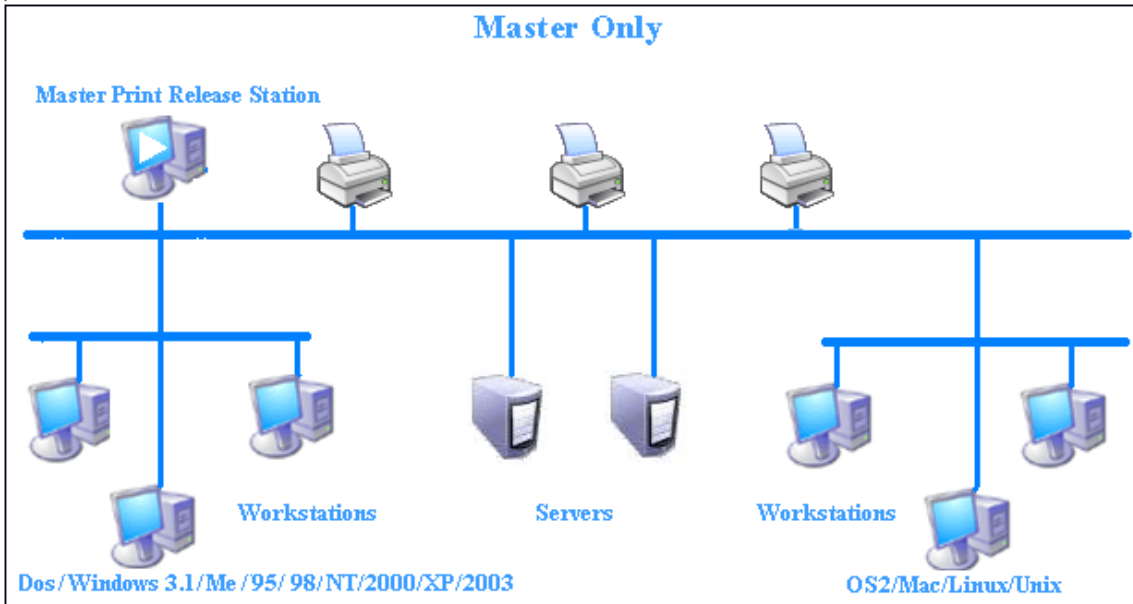 Master Only
Master Print Release Station
Workstations
Servers
Workstations
Dos/Windows 3.1/Me /95/ 98/NT/2000/XP/2003
OS2/Mac/Linux/Unix